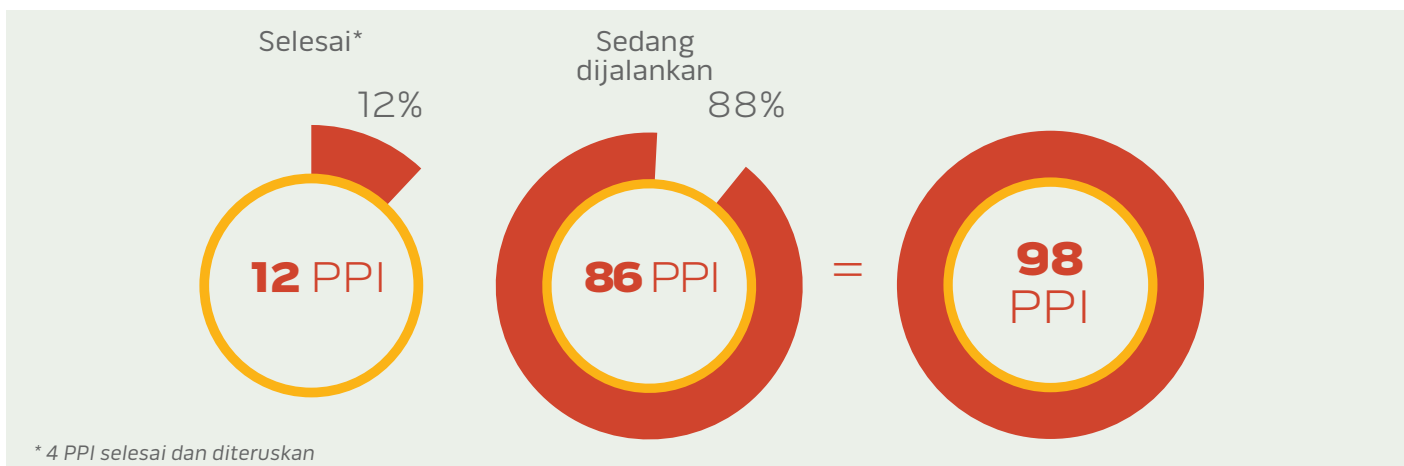 Selesai*
12%
12 PPI
Sedang
dijalankan
88%
86 PPI
=
98
PPI
* 4 PPI selesai dan diteruskan